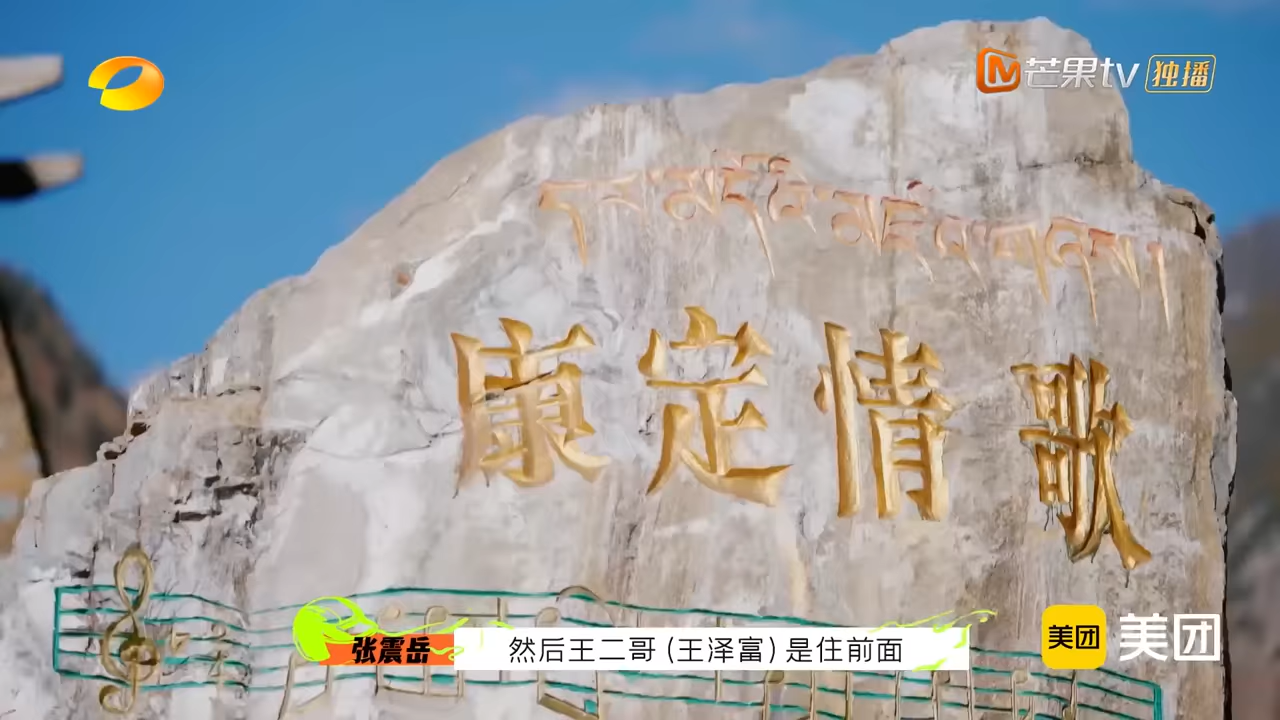 芒果tv 独播
康定情歌
张震岳
然后王二哥(王泽富)是住前面
美团 美团